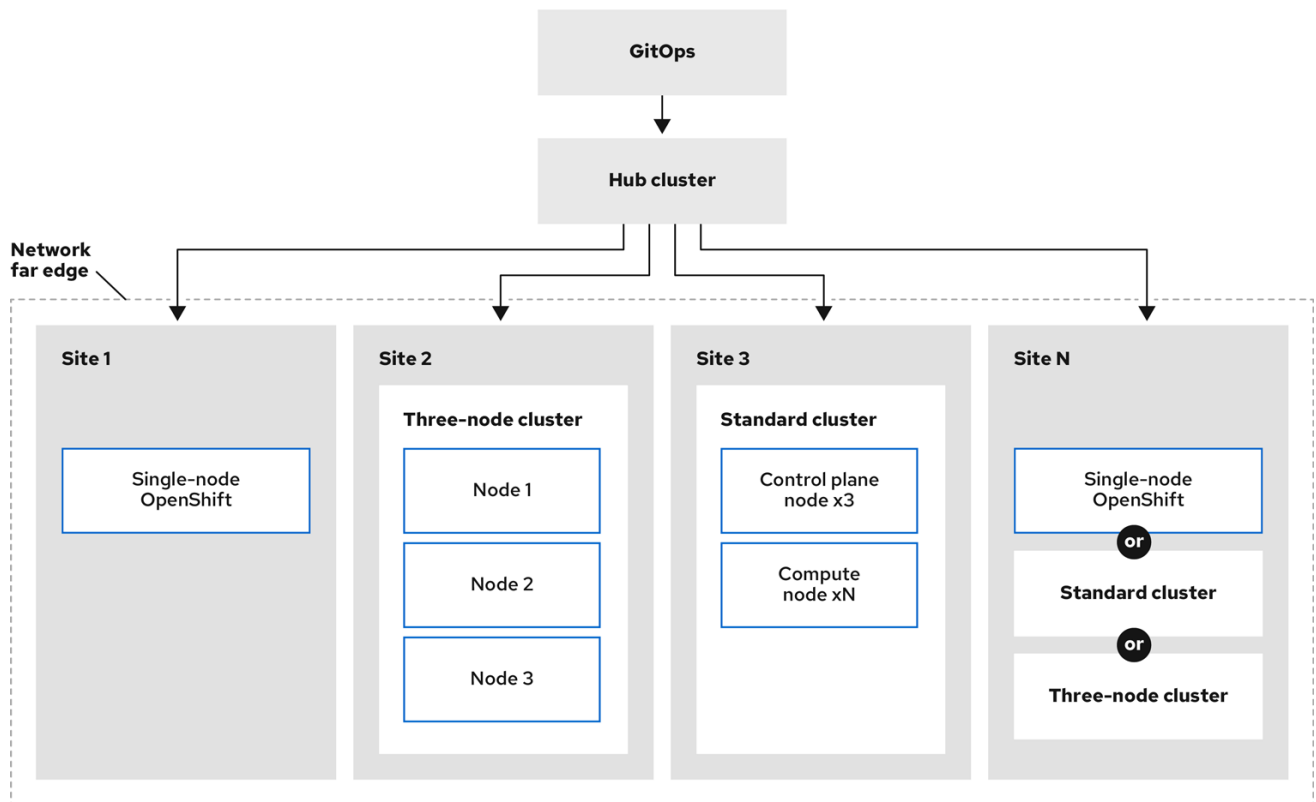 GitOps
Hub cluster
Network
far edge
Site 1
Single-node
OpenShift
Site 2
Three-node cluster
Node 1
Node 2
Node 3
Site 3
Standard cluster
Control plane
node x3
Compute
node xN
Site N
Single-node
OpenShift
or
Standard cluster
or
Three-node cluster